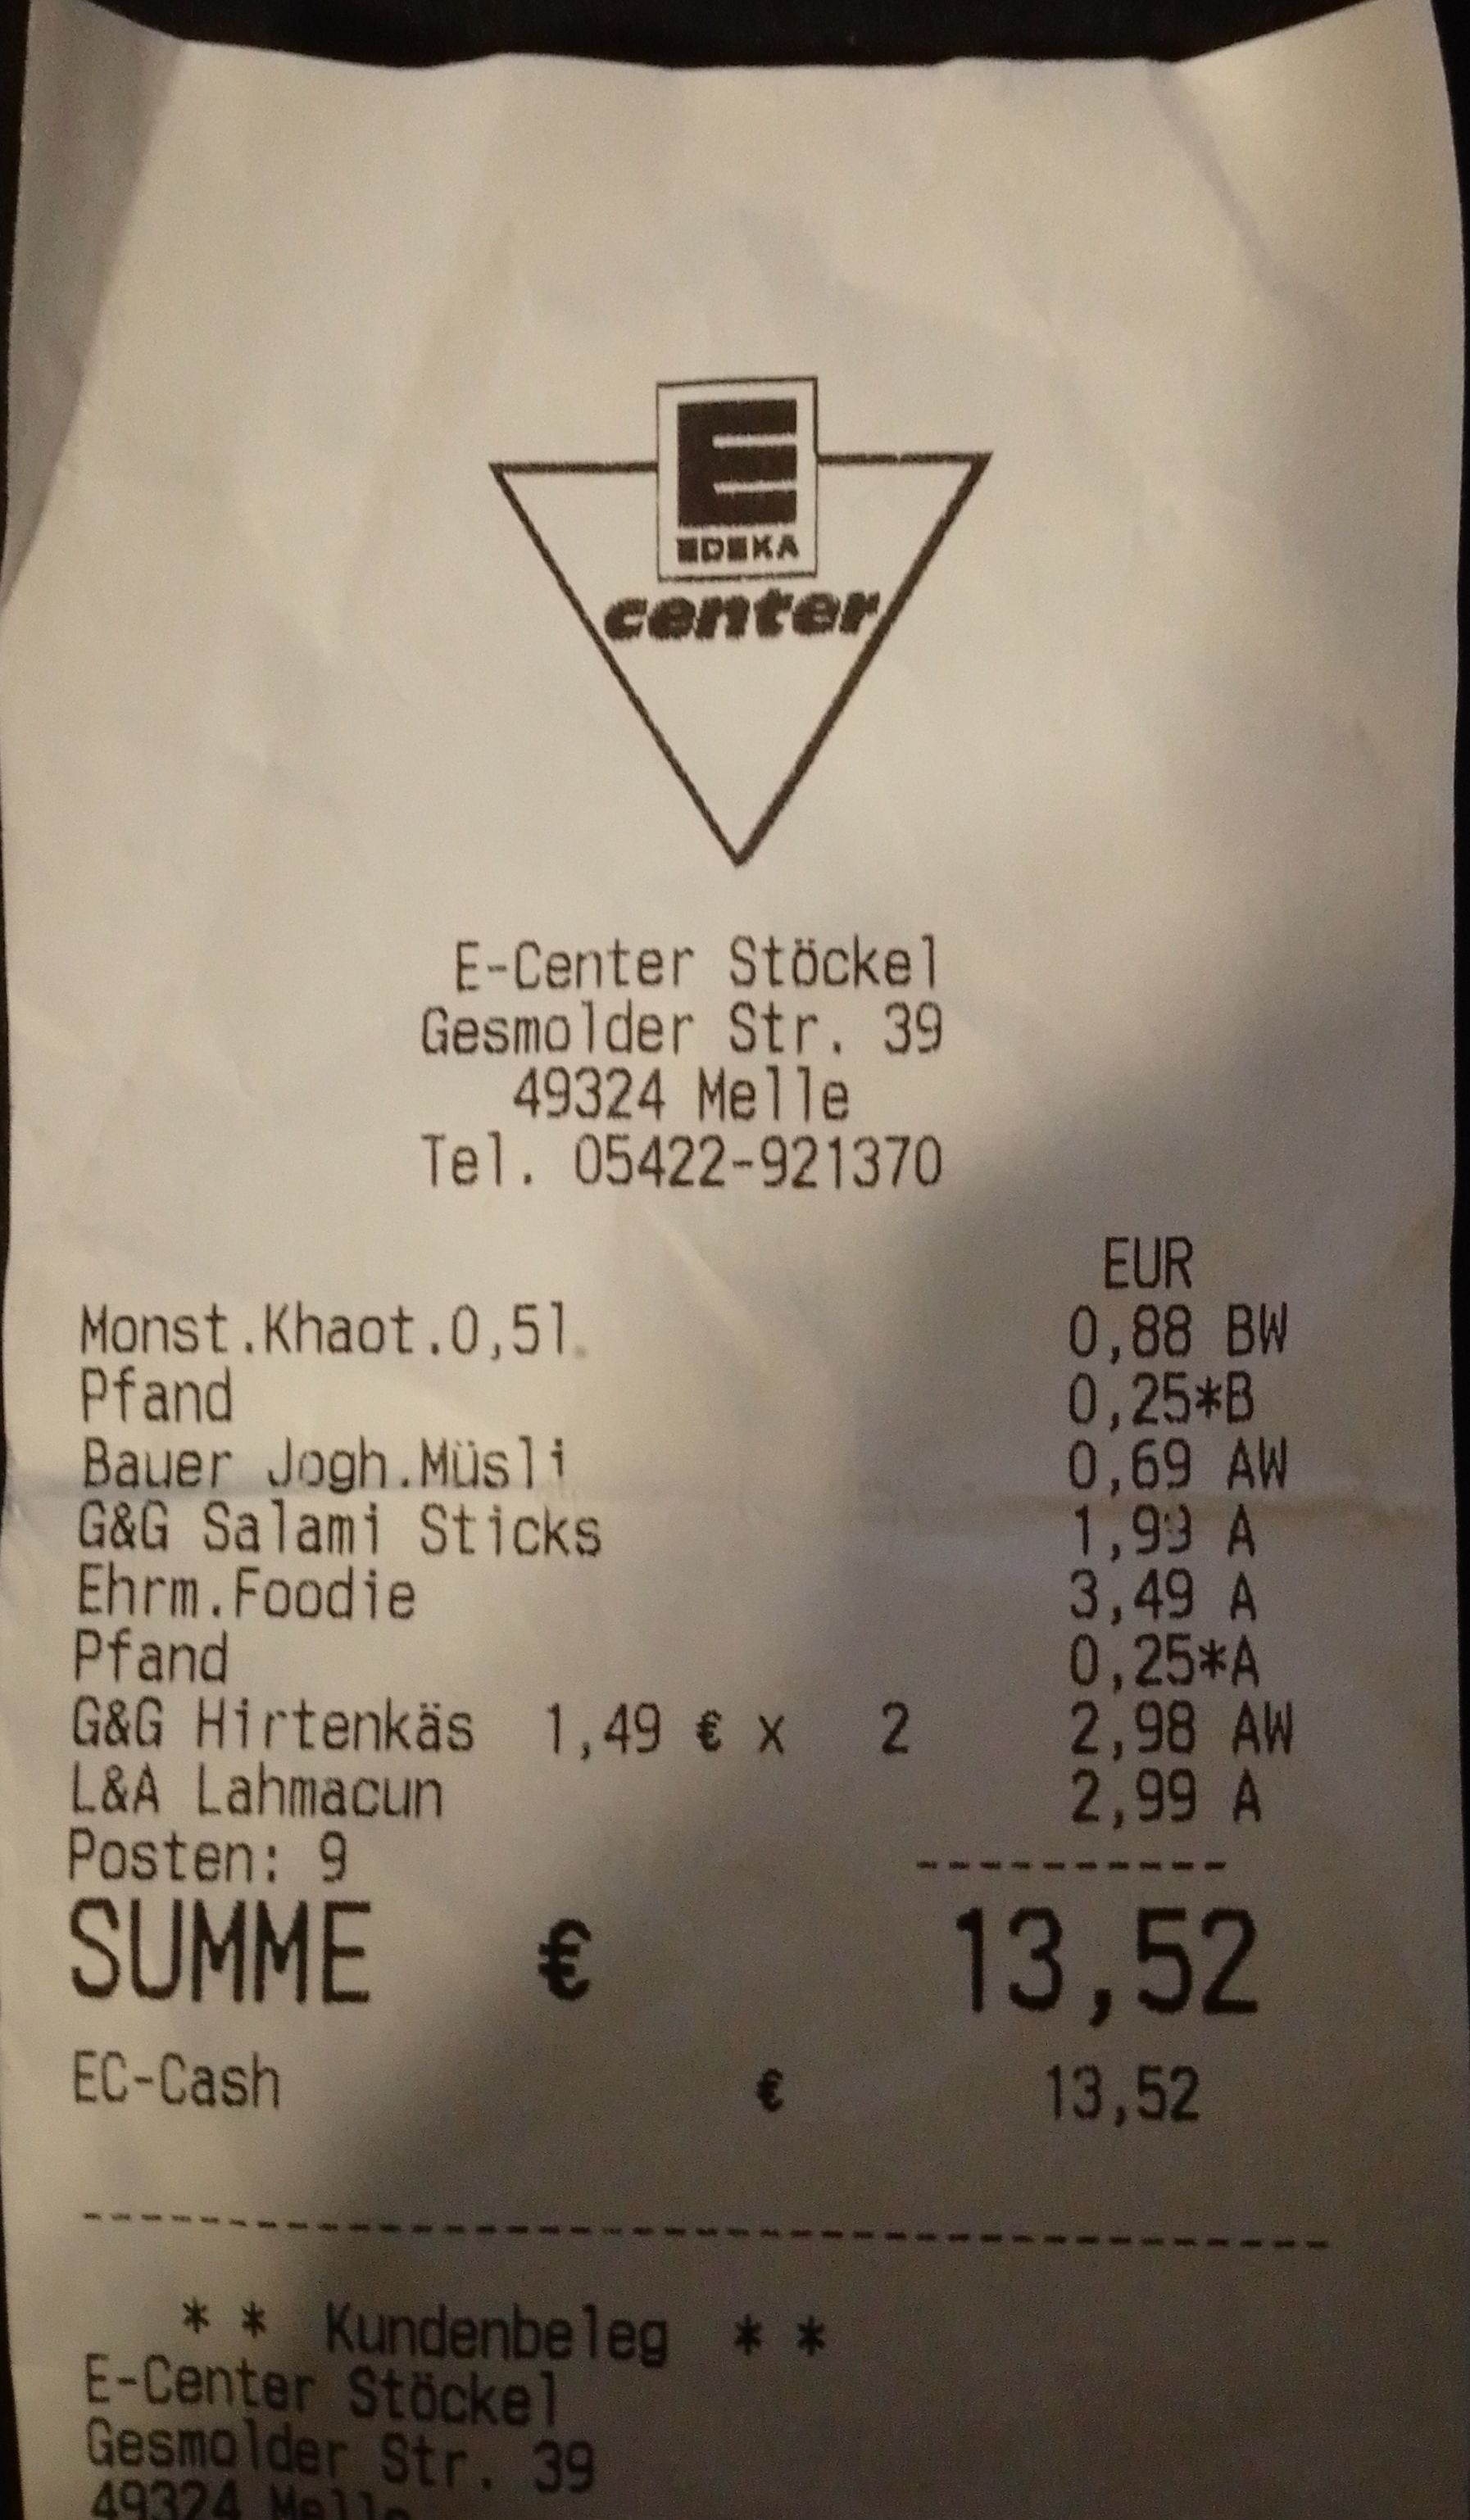 E
EDEKA
center
E-Center Stöckel
Gesmolder Str. 39
49324 Melle
Tel. 05422-921370
EUR
Monst.Khaot.0,5l 0,88 BW
Pfand 0,25*B
Bauer Jogh.Müsli 0,69 AW
G&G Salami Sticks 1,99 A
Ehrm.Foodie 3,49 A
Pfand 0,25*A
G&G Hirtenkäs 1,49 € x 2 2,98 AW
L&A Lahmacun 2,99 A
Posten: 9 ----------
SUMME € 13,52
EC-Cash € 13,52
* * Kundenbeleg * *
E-Center Stöckel
Gesmolder Str. 39
49324 Melle